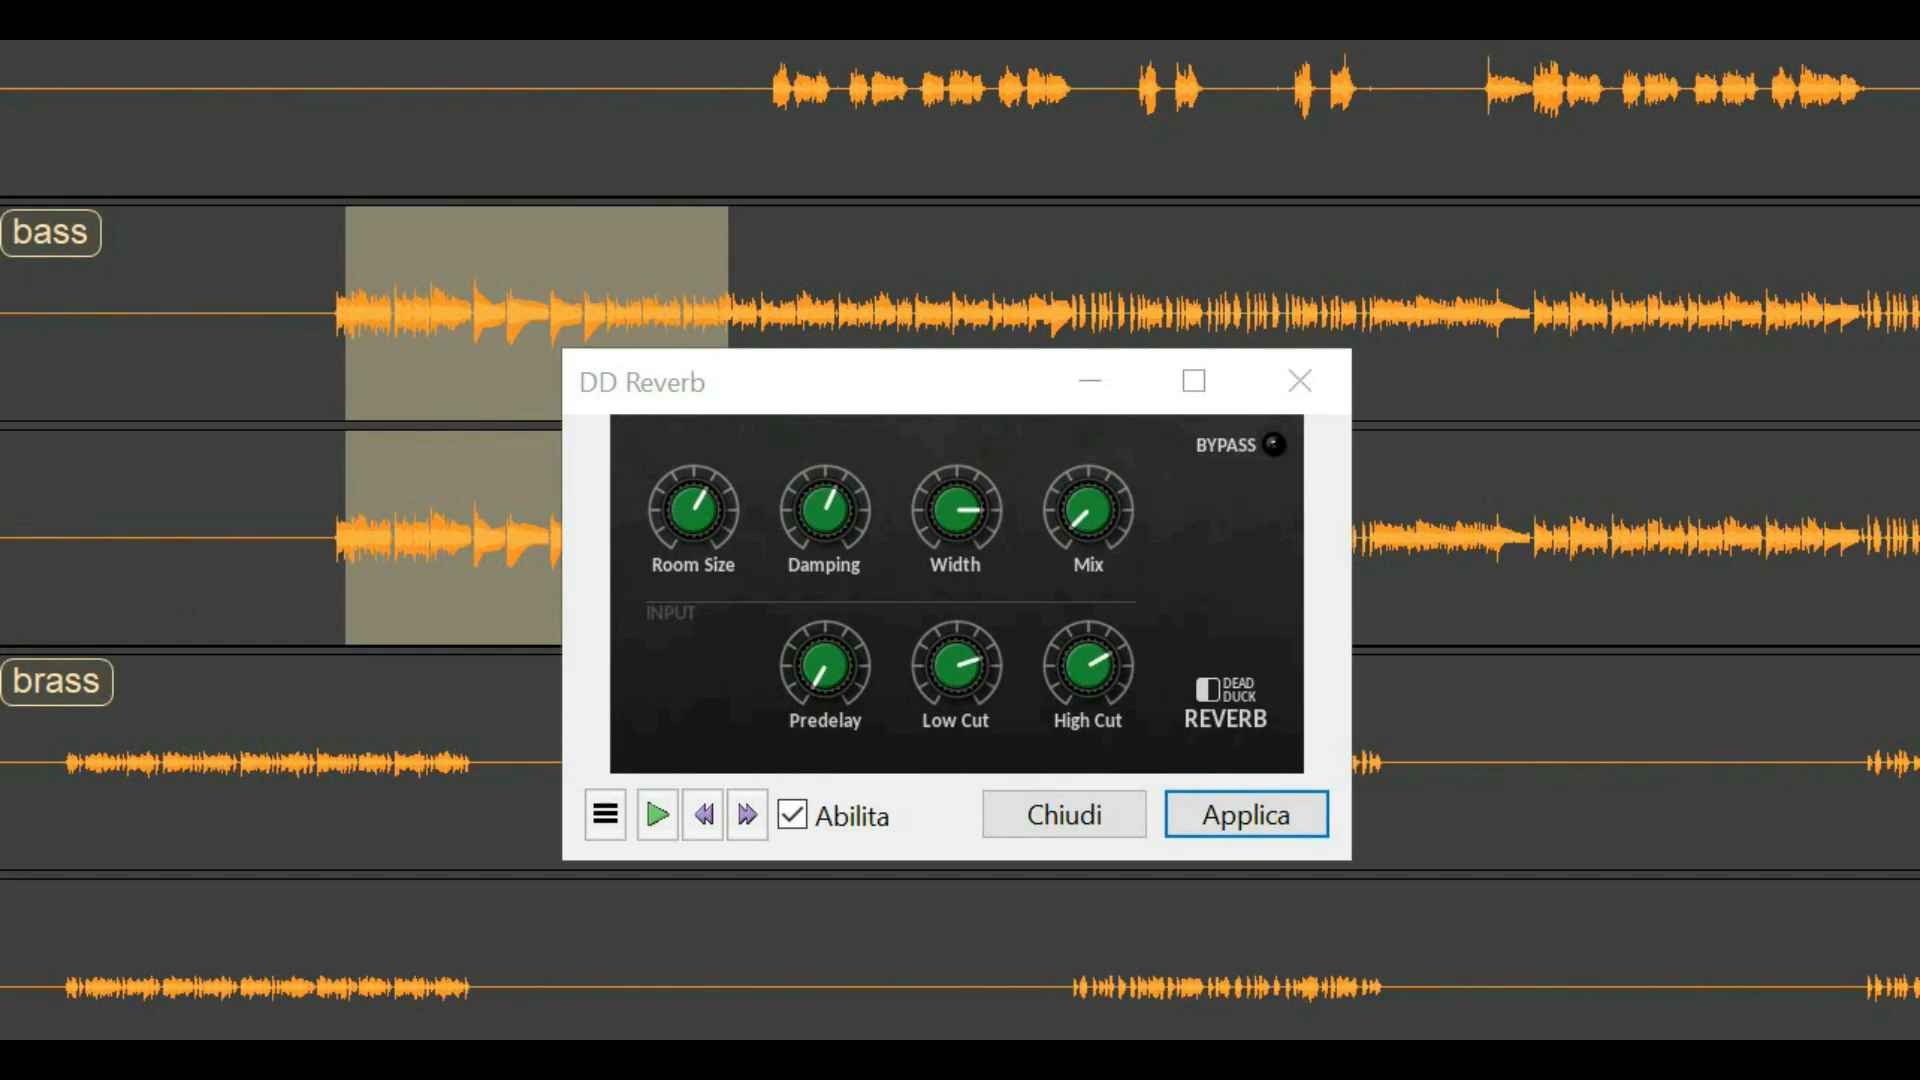 bass
DD Reverb
BYPASS
Room Size
Damping
Width
Mix
INPUT
Predelay
Low Cut
High Cut
DEAD
DUCK
REVERB
brass
Abilita
Chiudi
Applica